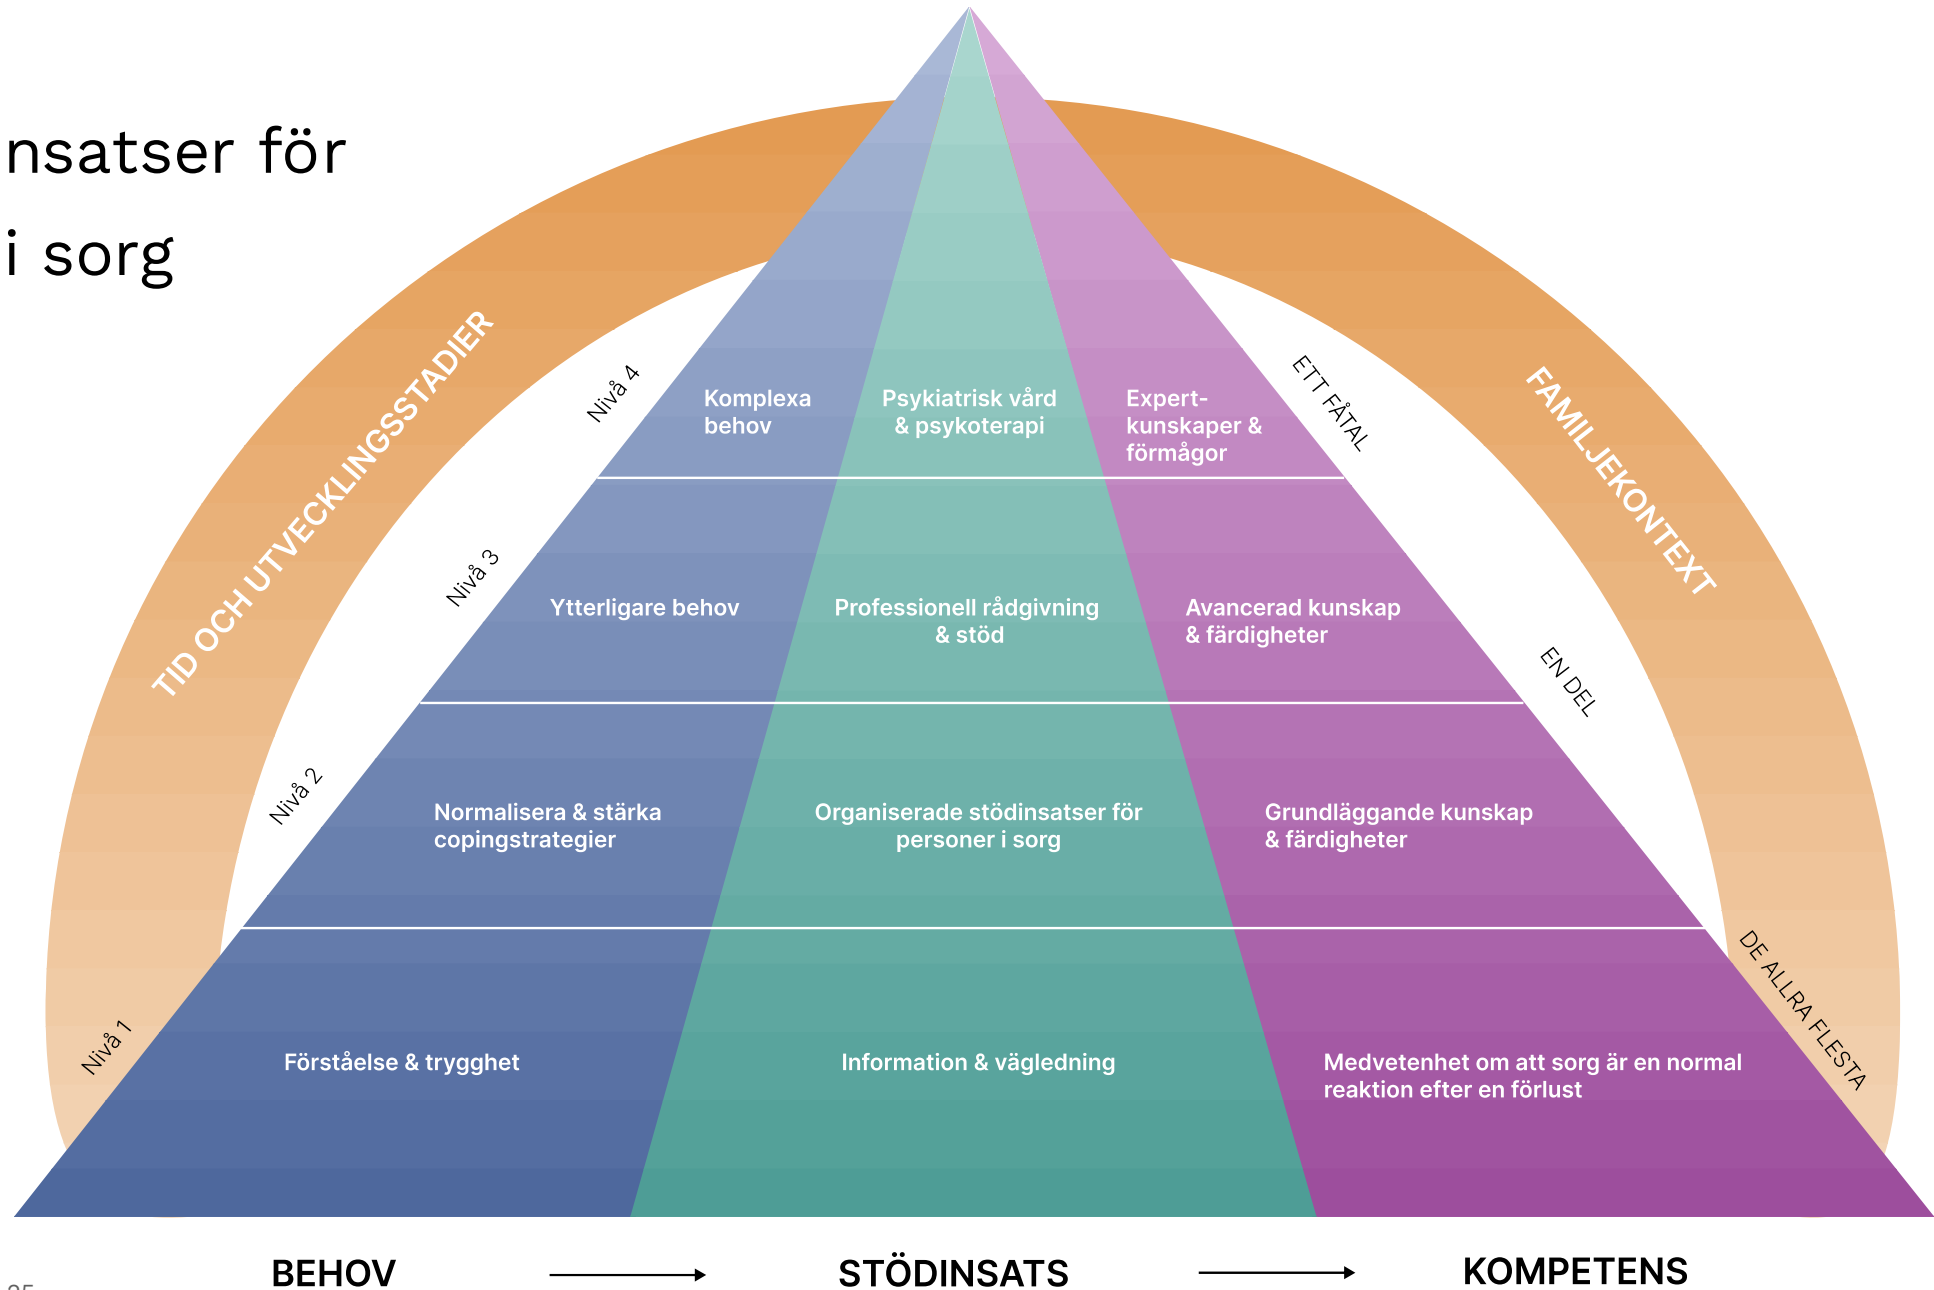 nsatser för
i sorg
TID OCH UTVECKLINGSSTADIER
FAMILJEKONTEXT
Nivå 4
Komplexa
behov
Psykiatrisk vård
& psykoterapi
Expert-
kunskaper &
förmågor
ETT FÅTAL
Nivå 3
Ytterligare behov
Professionell rådgivning
& stöd
Avancerad kunskap
& färdigheter
EN DEL
Nivå 2
Normalisera & stärka
copingstrategier
Organiserade stödinsatser för
personer i sorg
Grundläggande kunskap
& färdigheter
DE ALLRA FLESTA
Nivå 1
Förståelse & trygghet
Information & vägledning
Medvetenhet om att sorg är en normal
reaktion efter en förlust
BEHOV
STÖDINSATS
KOMPETENS